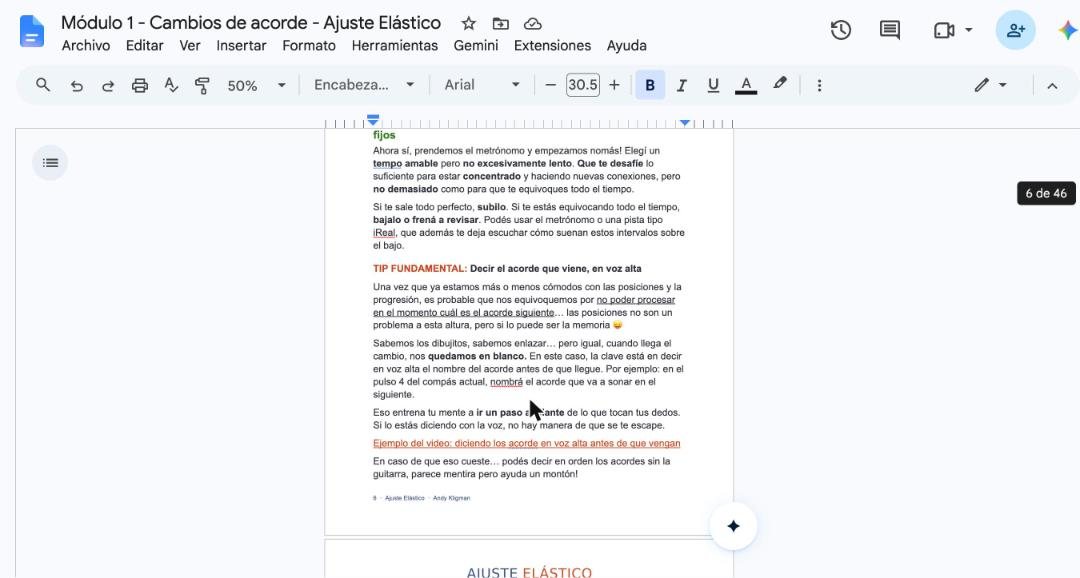 Módulo 1 - Cambios de acorde - Ajuste Elástico
Archivo Editar Ver Insertar Formato Herramientas Gemini Extensiones Ayuda
50% Encabeza... Arial 30.5 B I U A
6 de 46
fijos
Ahora sí, prendemos el metrónomo y empezamos nomás! Elegí un
tempo amable pero no excesivamente lento. Que te desafíe lo
suficiente para estar concentrado y haciendo nuevas conexiones, pero
no demasiado como para que te equivoques todo el tiempo.
Si te sale todo perfecto, subilo. Si te estás equivocando todo el tiempo,
bajalo o frená a revisar. Podés usar el metrónomo o una pista tipo
iReal, que además te deja escuchar cómo suenan estos intervalos sobre
el bajo.
TIP FUNDAMENTAL: Decir el acorde que viene, en voz alta
Una vez que ya estamos más o menos cómodos con las posiciones y la
progresión, es probable que nos equivoquemos por no poder procesar
en el momento cuál es el acorde siguiente… las posiciones no son un
problema a esta altura, pero si lo puede ser la memoria 😛
Sabemos los dibujitos, sabemos enlazar… pero igual, cuando llega el
cambio, nos quedamos en blanco. En este caso, la clave está en decir
en voz alta el nombre del acorde antes de que llegue. Por ejemplo: en el
pulso 4 del compás actual, nombrá el acorde que va a sonar en el
siguiente.
Eso entrena tu mente a ir un paso de lo que tocan tus dedos.
Si lo estás diciendo con la voz, no hay manera de que se te escape.
Ejemplo del video: diciendo los acorde en voz alta antes de que vengan
En caso de que eso cueste… podés decir en orden los acordes sin la
guitarra, parece mentira pero ayuda un montón!
6 · Ajuste Elástico · Andy Kligman
AJUSTE ELÁSTICO